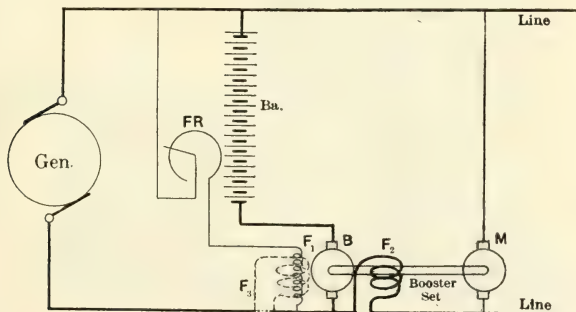 Line
Ba.
FR
Gen.
F1
B
F2
M
F3
Booster
Set
Line